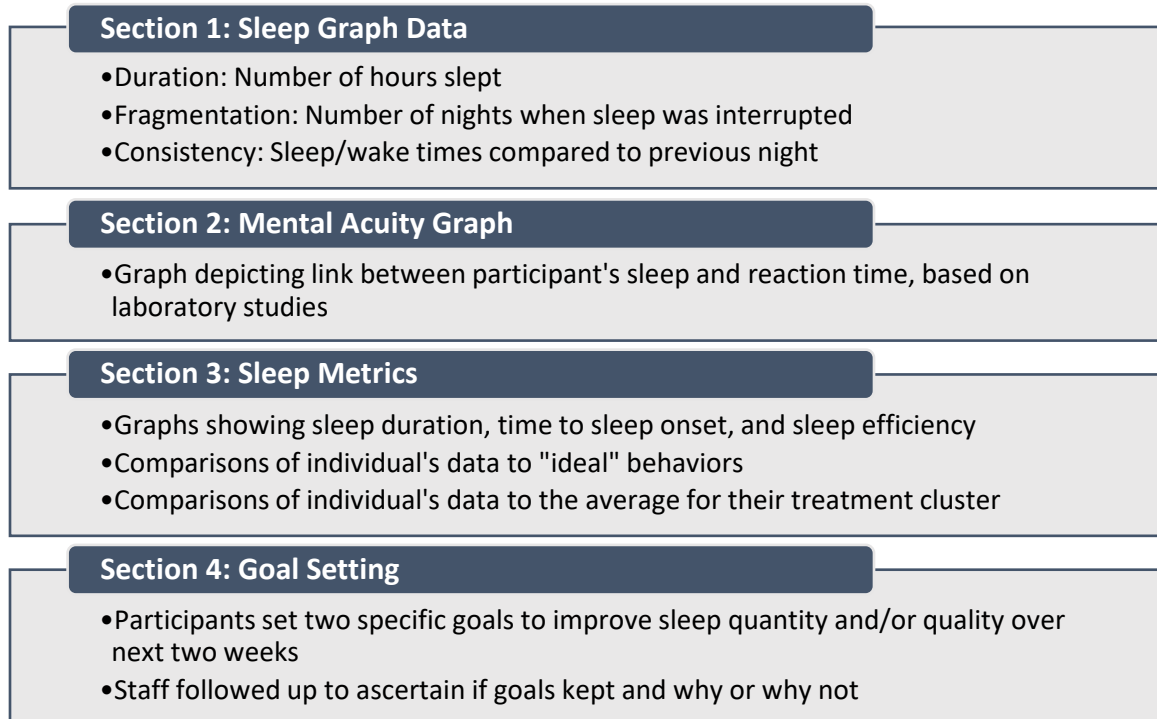 Section 1: Sleep Graph Data
•Duration: Number of hours slept
•Fragmentation: Number of nights when sleep was interrupted
•Consistency: Sleep/wake times compared to previous night
Section 2: Mental Acuity Graph
•Graph depicting link between participant's sleep and reaction time, based on
laboratory studies
Section 3: Sleep Metrics
•Graphs showing sleep duration, time to sleep onset, and sleep efficiency
•Comparisons of individual's data to "ideal" behaviors
•Comparisons of individual's data to the average for their treatment cluster
Section 4: Goal Setting
•Participants set two specific goals to improve sleep quantity and/or quality over
next two weeks
•Staff followed up to ascertain if goals kept and why or why not